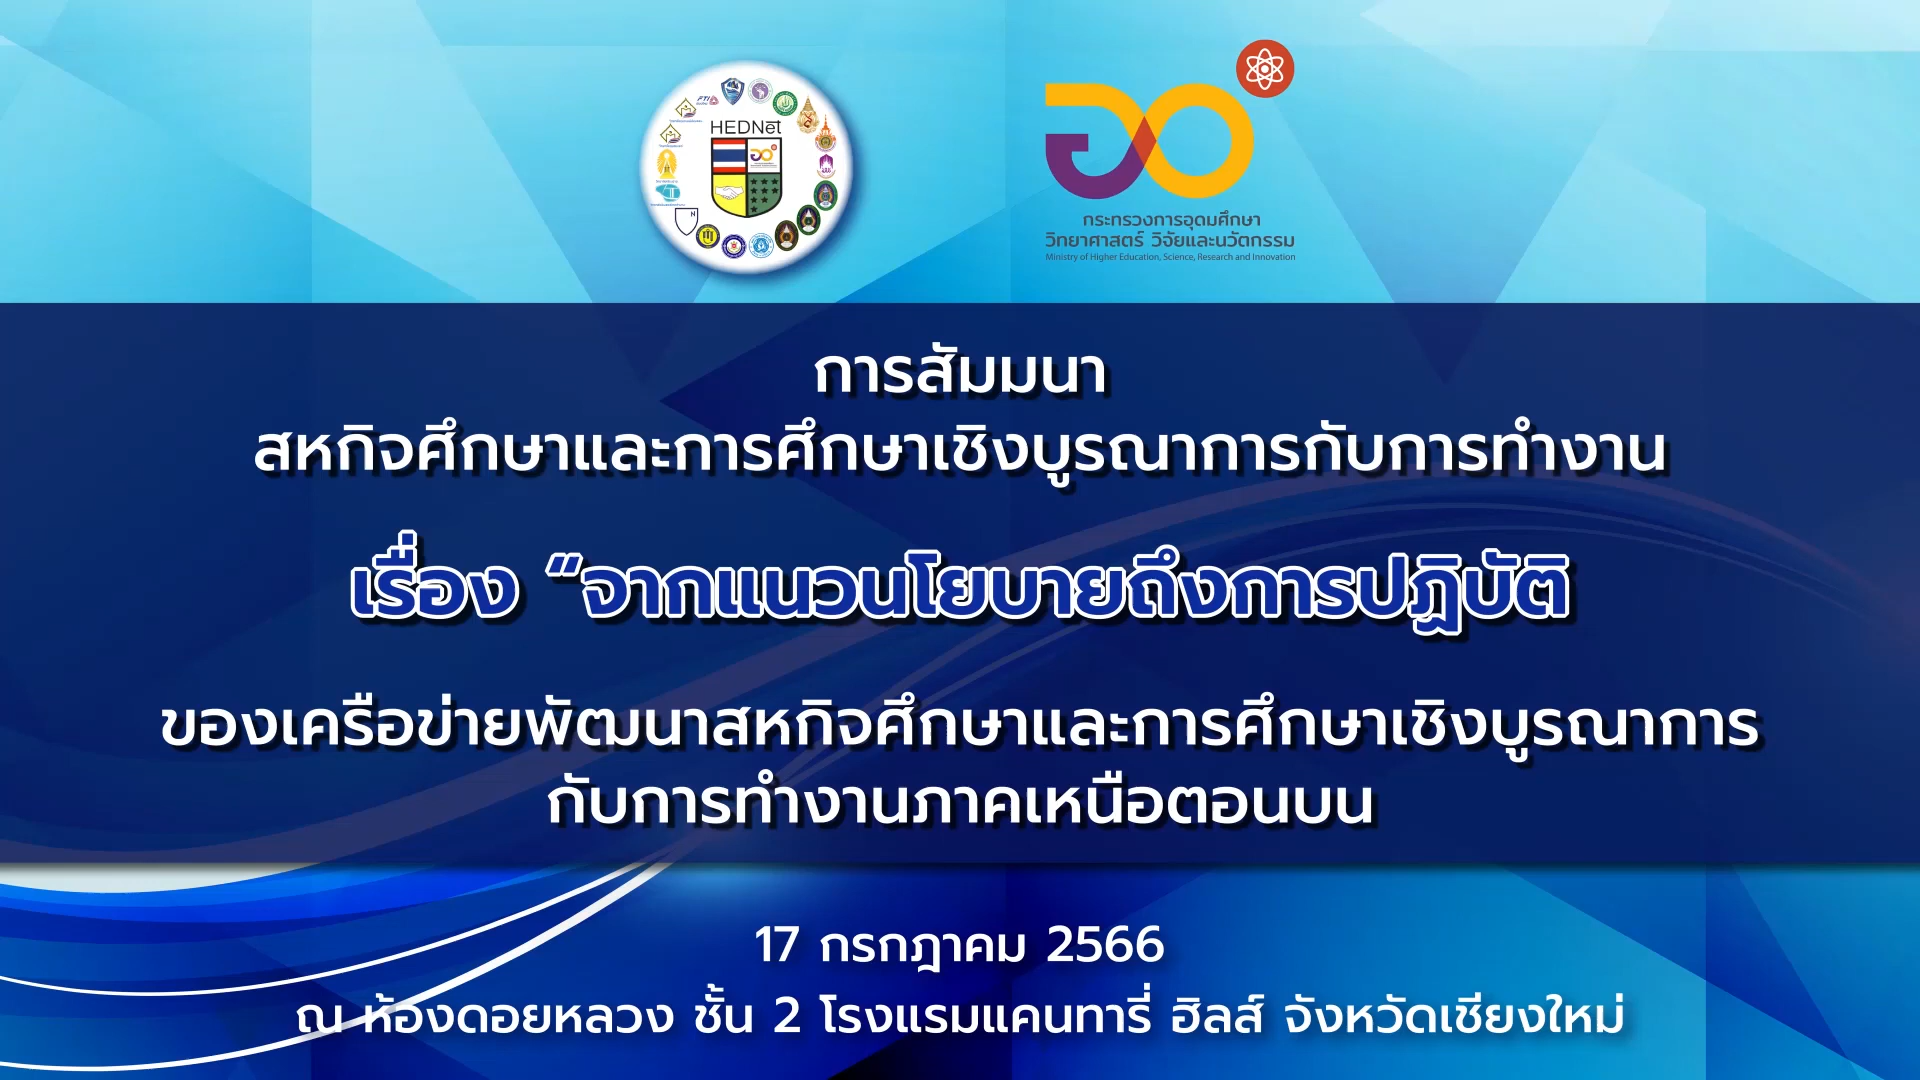 HEDNet
กระทรวงการอุดมศึกษา
วิทยาศาสตร์ วิจัยและนวัตกรรม
Ministry of Higher Education, Science, Research and Innovation
การสัมมนา
สหกิจศึกษาและการศึกษาเชิงบูรณาการกับการทำงาน
เรื่อง “จากแนวนโยบายถึงการปฏิบัติ
ของเครือข่ายพัฒนาสหกิจศึกษาและการศึกษาเชิงบูรณาการ
กับการทำงานภาคเหนือตอนบน
17 กรกฎาคม 2566
ณ ห้องดอยหลวง ชั้น 2 โรงแรมแคนทารี่ ฮิลส์ จังหวัดเชียงใหม่